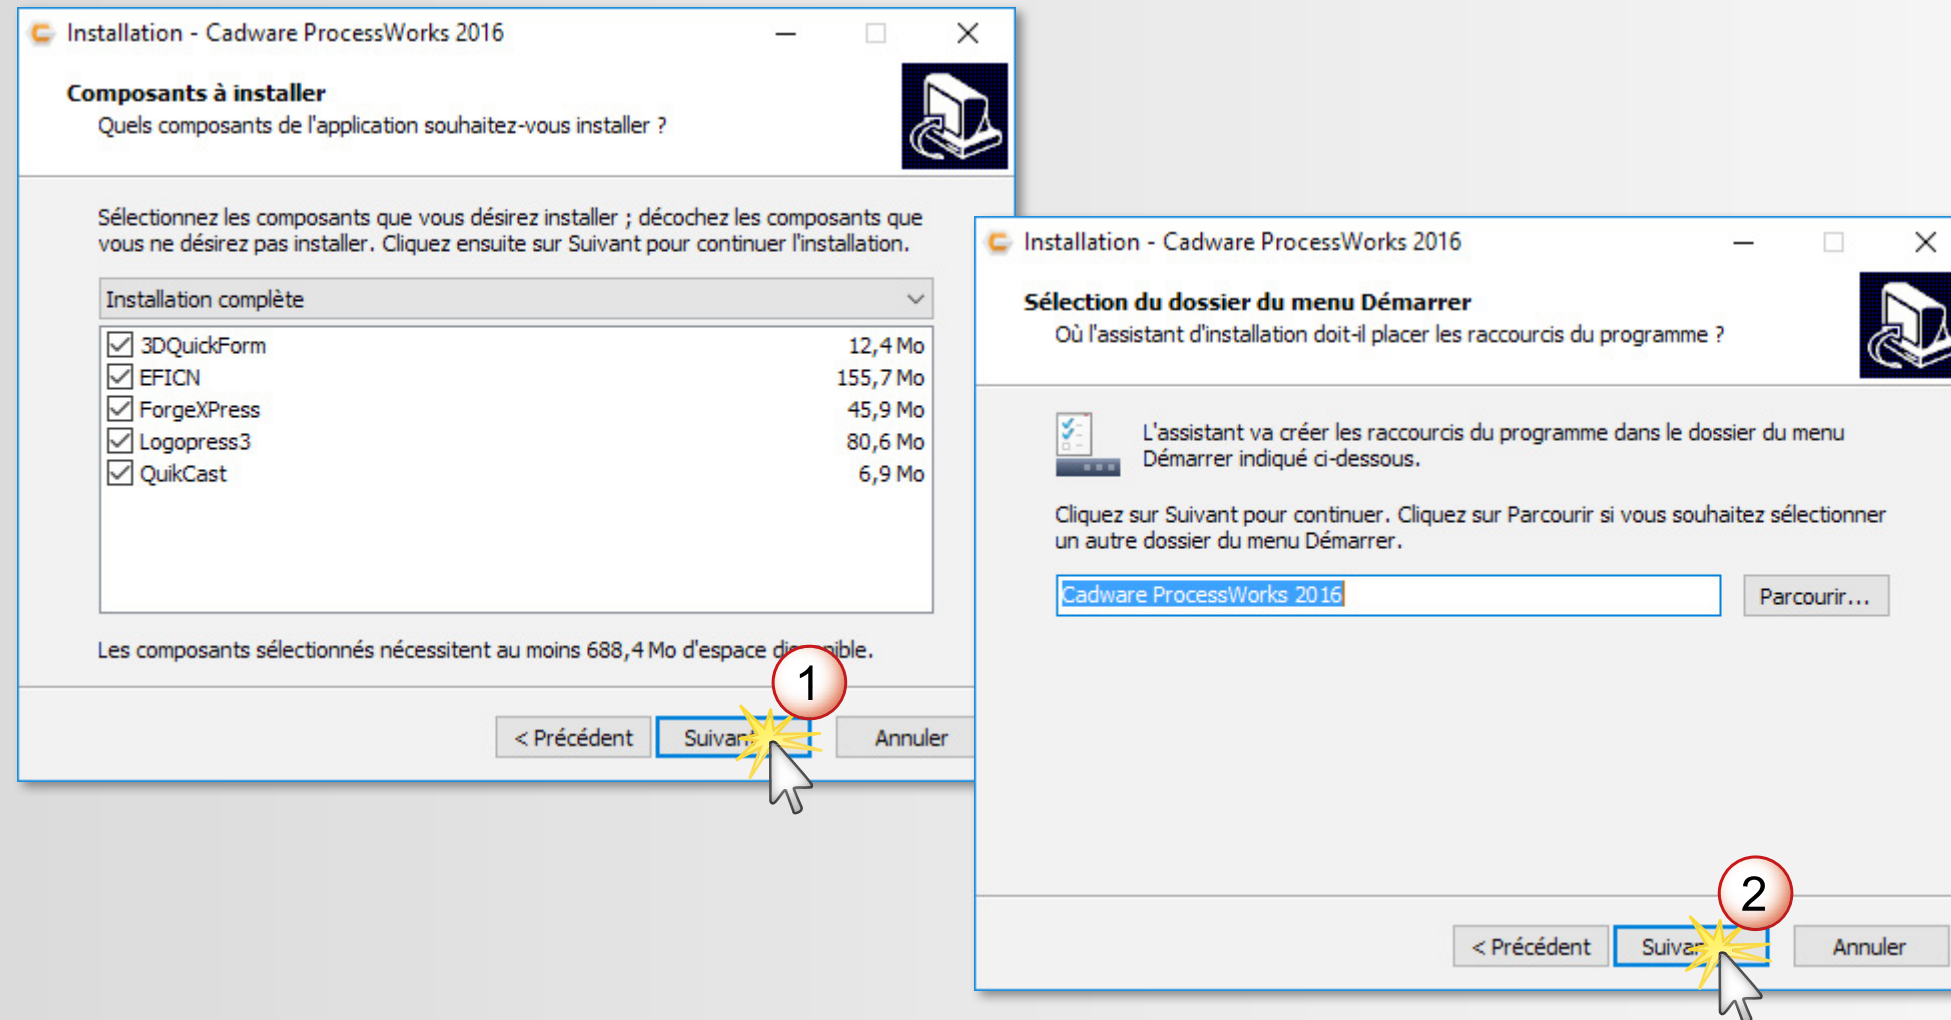 Installation - Cadware ProcessWorks 2016
Composants à installer
Quels composants de l'application souhaitez-vous installer ?
Sélectionnez les composants que vous désirez installer ; décochez les composants que
vous ne désirez pas installer. Cliquez ensuite sur Suivant pour continuer l'installation.
Installation complète
3DQuickForm 12,4 Mo
EFICN 155,7 Mo
ForgeXPress 45,9 Mo
Logopress3 80,6 Mo
QuikCast 6,9 Mo
Les composants sélectionnés nécessitent au moins 688,4 Mo d'espace disponible.
1
< Précédent Suivant Annuler
Installation - Cadware ProcessWorks 2016
Sélection du dossier du menu Démarrer
Où l'assistant d'installation doit-il placer les raccourcis du programme ?
L'assistant va créer les raccourcis du programme dans le dossier du menu
Démarrer indiqué ci-dessous.
Cliquez sur Suivant pour continuer. Cliquez sur Parcourir si vous souhaitez sélectionner
un autre dossier du menu Démarrer.
Cadware ProcessWorks 2016 Parcourir...
2
< Précédent Suivant Annuler